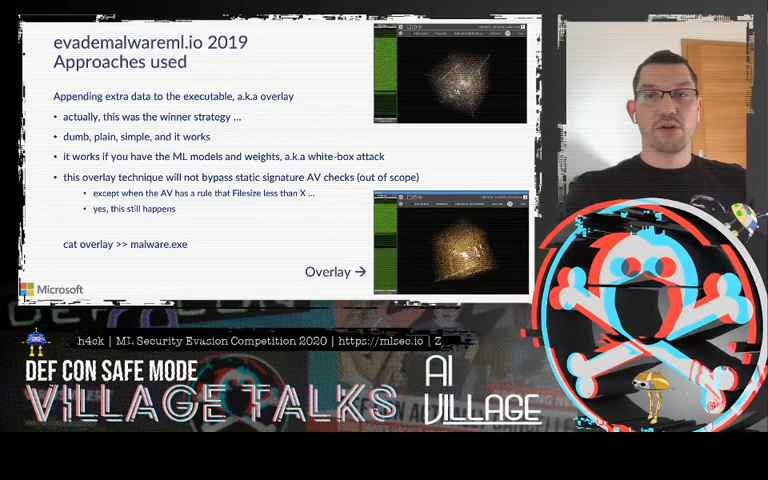 evademalwareml.io 2019
Approaches used
Appending extra data to the executable, a.k.a overlay
• actually, this was the winner strategy ...
• dumb, plain, simple, and it works
• it works if you have the ML models and weights, a.k.a white-box attack
• this overlay technique will not bypass static signature AV checks (out of scope)
• except when the AV has a rule that Filesize less than X ...
• yes, this still happens
cat overlay >> malware.exe
Overlay →
Microsoft
h4ck | ML Security Evasion Competition 2020 | https://mlsec.io | Z
DEF CON SAFE MODE
VILLAGE TALKS
AI
VILLAGE